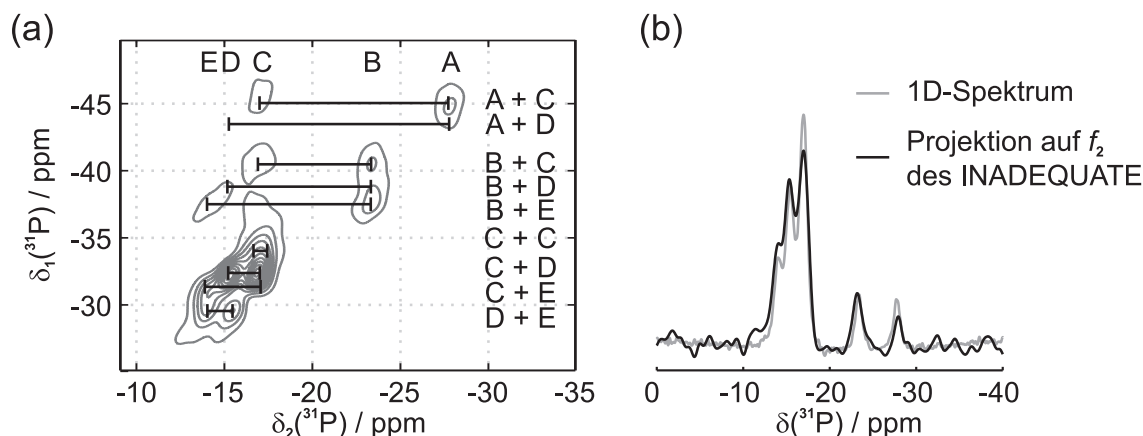 (a)
E D C B A
-45
-40
-35
-30
δ₁(³¹P) / ppm
A + C
A + D
B + C
B + D
B + E
C + C
C + D
C + E
D + E
-10 -15 -20 -25 -30 -35
δ₂(³¹P) / ppm
(b)
1D-Spektrum
Projektion auf f₂
des INADEQUATE
0 -10 -20 -30 -40
δ(³¹P) / ppm